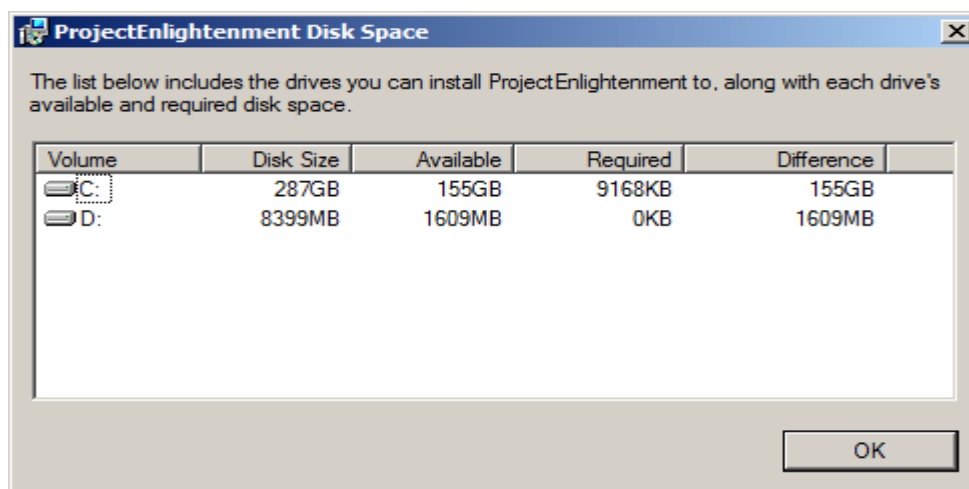 ProjectEnlightenment Disk Space
The list below includes the drives you can install ProjectEnlightenment to, along with each drive's
available and required disk space.
Volume Disk Size Available Required Difference
C: 287GB 155GB 9168KB 155GB
D: 8399MB 1609MB 0KB 1609MB
OK